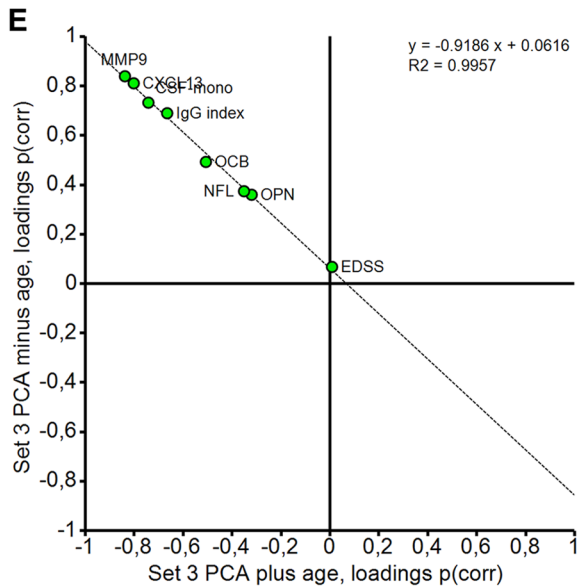 E
y = -0.9186 x + 0.0616
R2 = 0.9957
1
MMP9
0,8
CXCL13
CSF mono
IgG index
0,6
OCB
0,4
NFL
OPN
0,2
EDSS
0
-0,2
-0,4
-0,6
-0,8
-1
-1 -0,8 -0,6 -0,4 -0,2 0 0,2 0,4 0,6 0,8 1
Set 3 PCA plus age, loadings p(corr)
Set 3 PCA minus age, loadings p(corr)